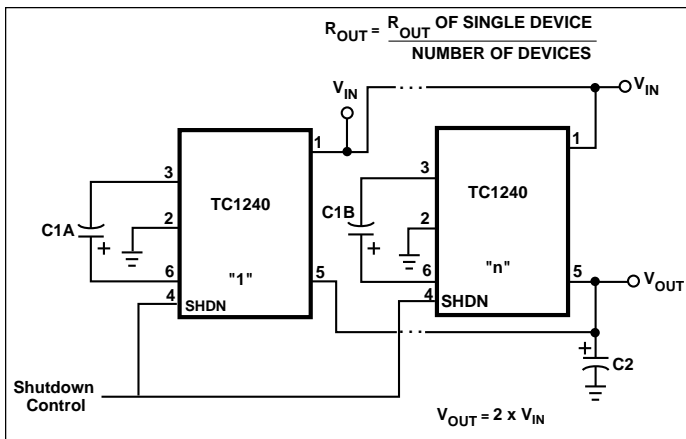 R_OUT = R_OUT OF SINGLE DEVICE
NUMBER OF DEVICES
V_IN
. . .
V_IN
1
1
3
3
TC1240
TC1240
C1A
+
2
C1B
+
2
6
"1"
5
6
"n"
5
V_OUT
4
SHDN
4
SHDN
. . .
+
C2
Shutdown
Control
V_OUT = 2 x V_IN